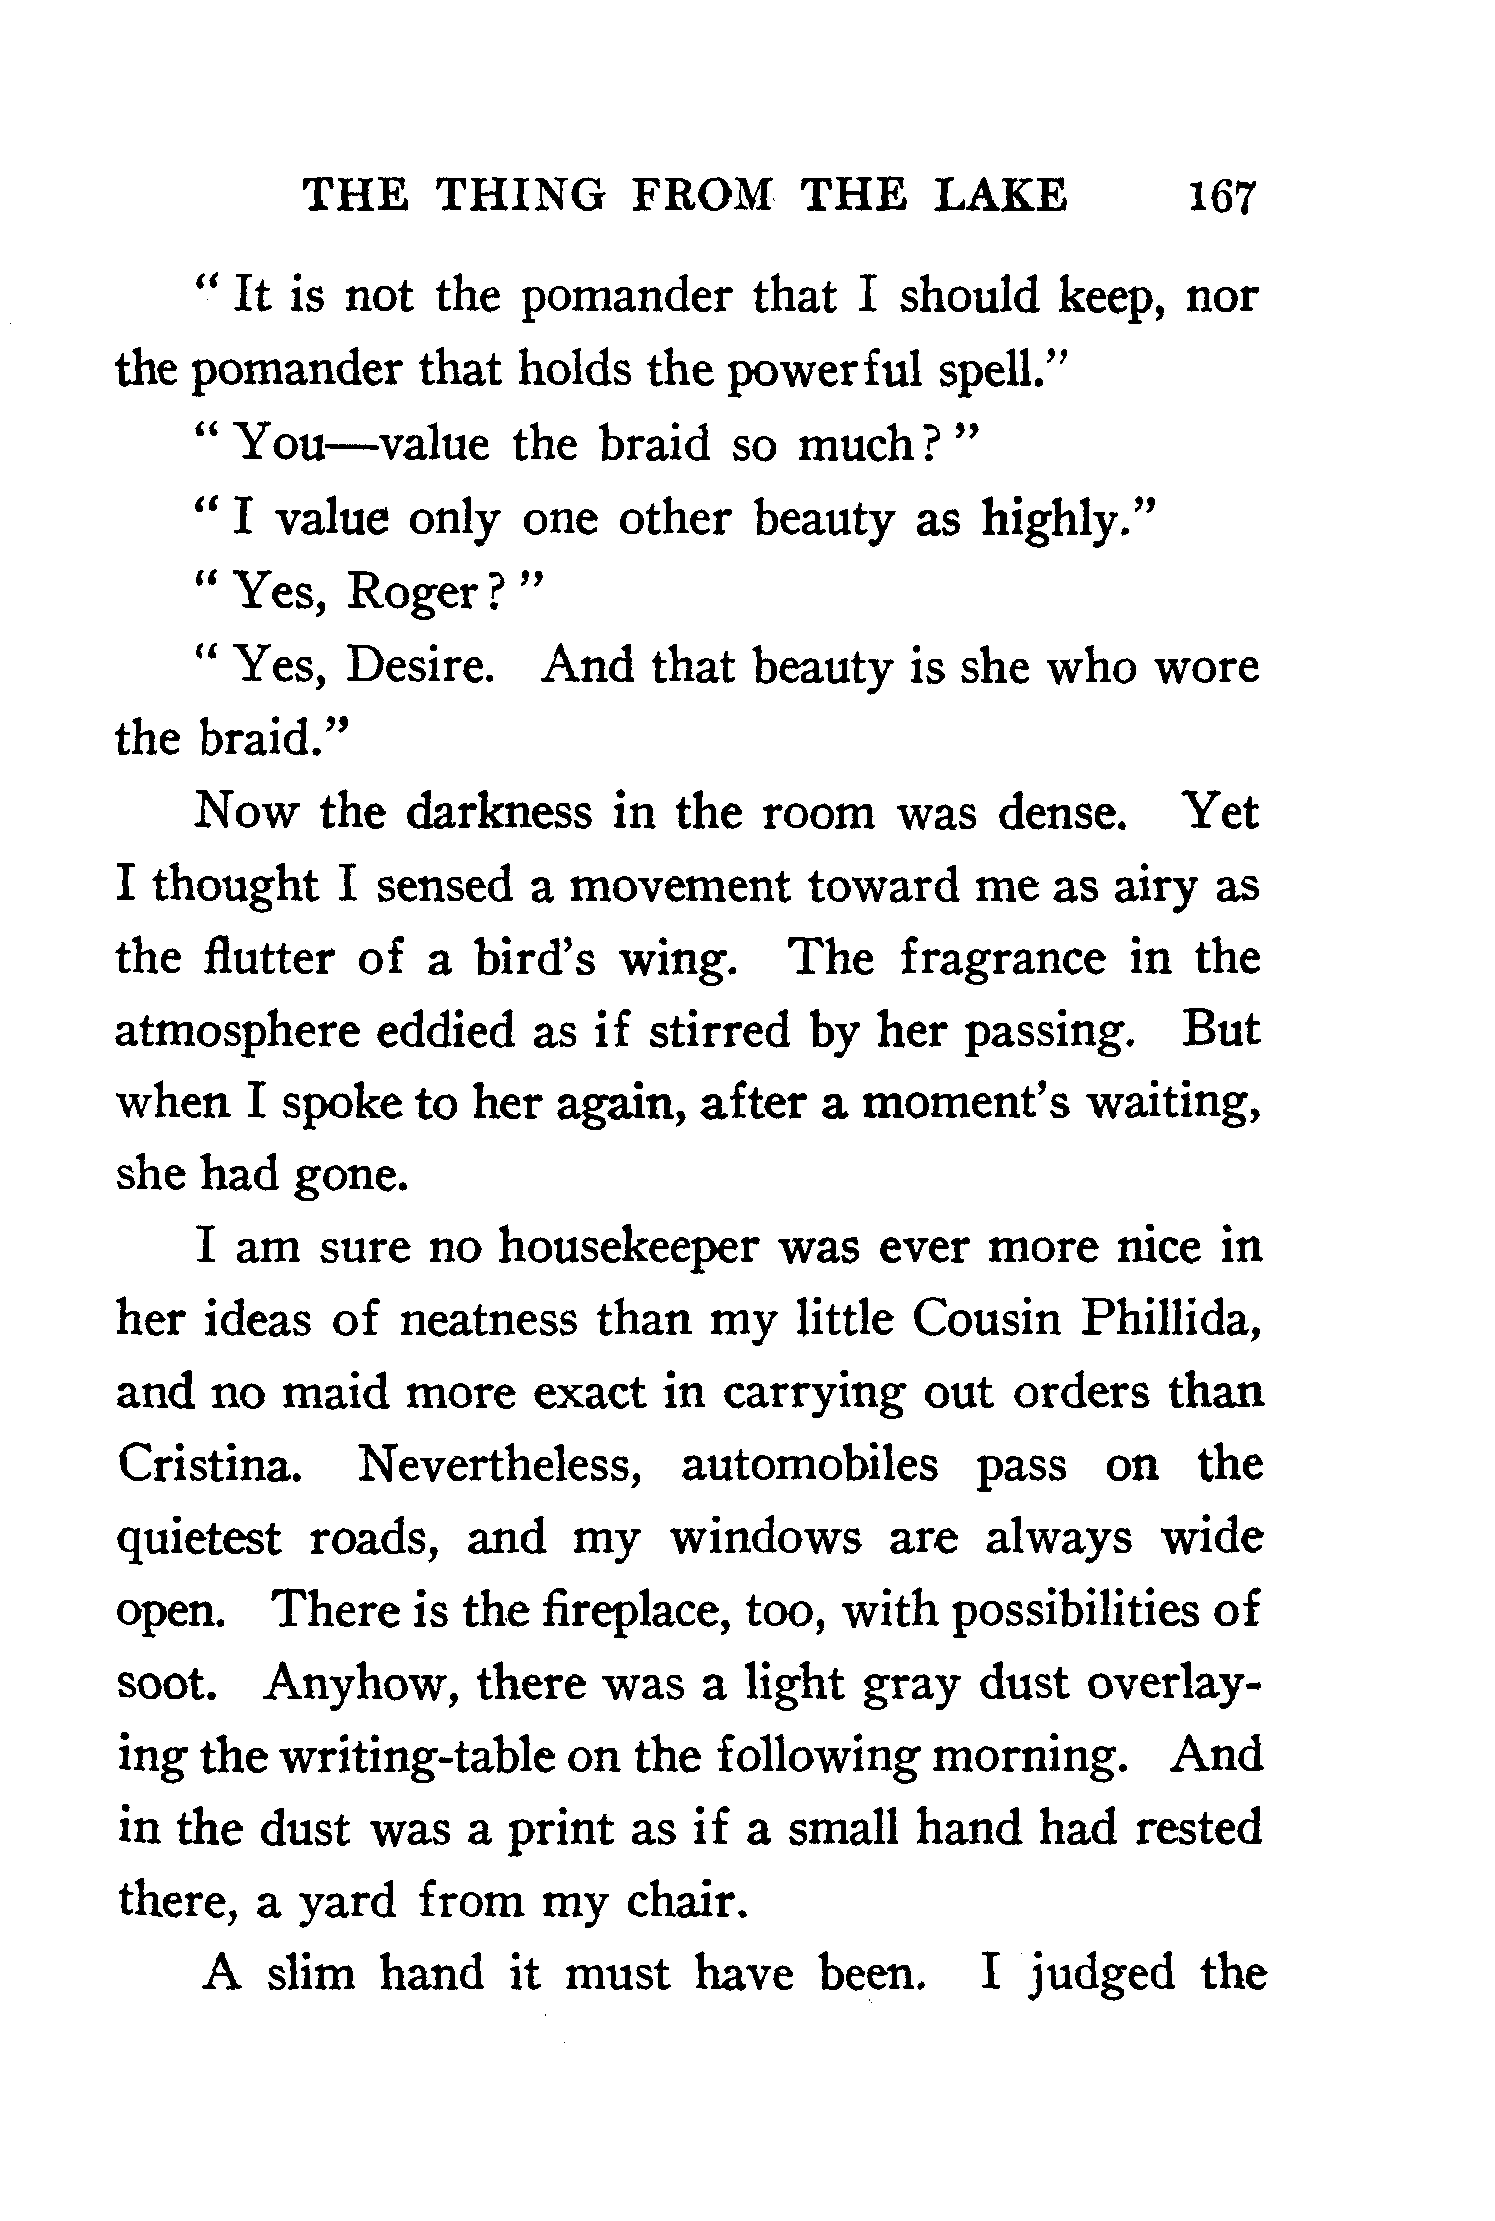 THE THING FROM THE LAKE 167
" It is not the pomander that I should keep, nor
the pomander that holds the powerful spell."
" You—value the braid so much? "
" I value only one other beauty as highly."
" Yes, Roger? "
" Yes, Desire. And that beauty is she who wore
the braid."
Now the darkness in the room was dense. Yet
I thought I sensed a movement toward me as airy as
the flutter of a bird's wing. The fragrance in the
atmosphere eddied as if stirred by her passing. But
when I spoke to her again, after a moment's waiting,
she had gone.
I am sure no housekeeper was ever more nice in
her ideas of neatness than my little Cousin Phillida,
and no maid more exact in carrying out orders than
Cristina. Nevertheless, automobiles pass on the
quietest roads, and my windows are always wide
open. There is the fireplace, too, with possibilities of
soot. Anyhow, there was a light gray dust overlay-
ing the writing-table on the following morning. And
in the dust was a print as if a small hand had rested
there, a yard from my chair.
A slim hand it must have been. I judged the